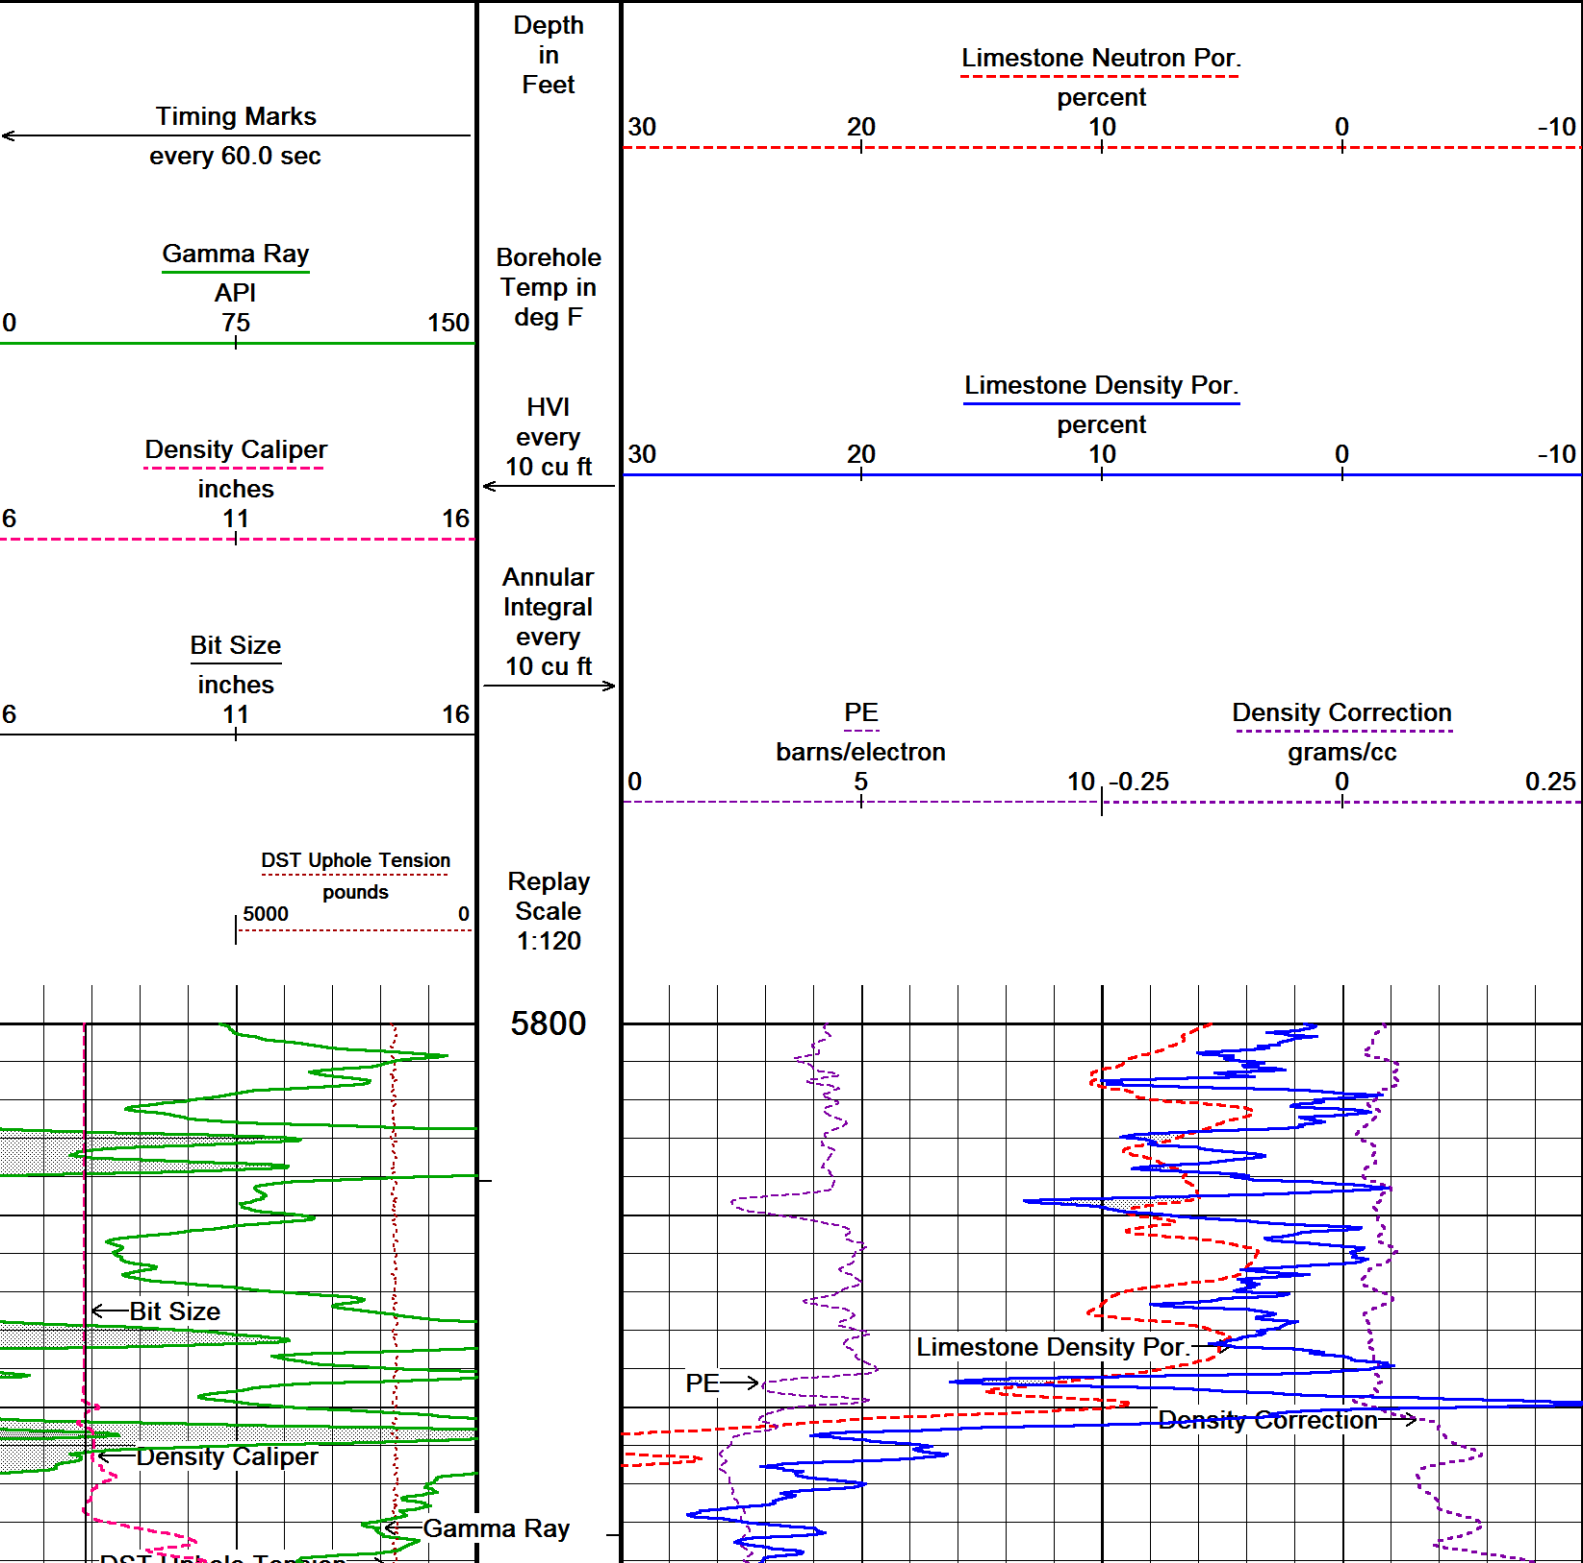 Depth
in
Feet
Timing Marks
every 60.0 sec
Gamma Ray
API
0 75 150
Density Caliper
inches
6 11 16
Bit Size
inches
6 11 16
DST Uphole Tension
pounds
5000 0
Borehole
Temp in
deg F
HVI
every
10 cu ft
Annular
Integral
every
10 cu ft
Replay
Scale
1:120
Limestone Neutron Por.
percent
30 20 10 0 -10
Limestone Density Por.
percent
30 20 10 0 -10
PE
barns/electron
0 5 10
Density Correction
grams/cc
-0.25 0 0.25
5800
Bit Size
Limestone Density Por.
PE
Density Correction
Density Caliper
Gamma Ray
DST Uphole Tension